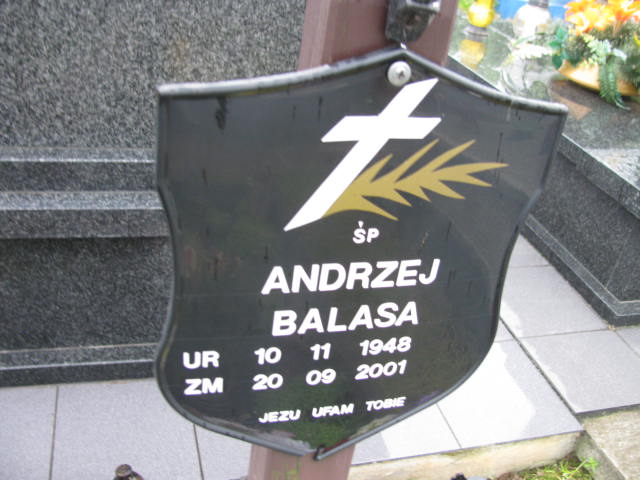 ŚP
ANDRZEJ
BALASA
UR 10 11 1948
ZM 20 09 2001
JEZU UFAM TOBIE